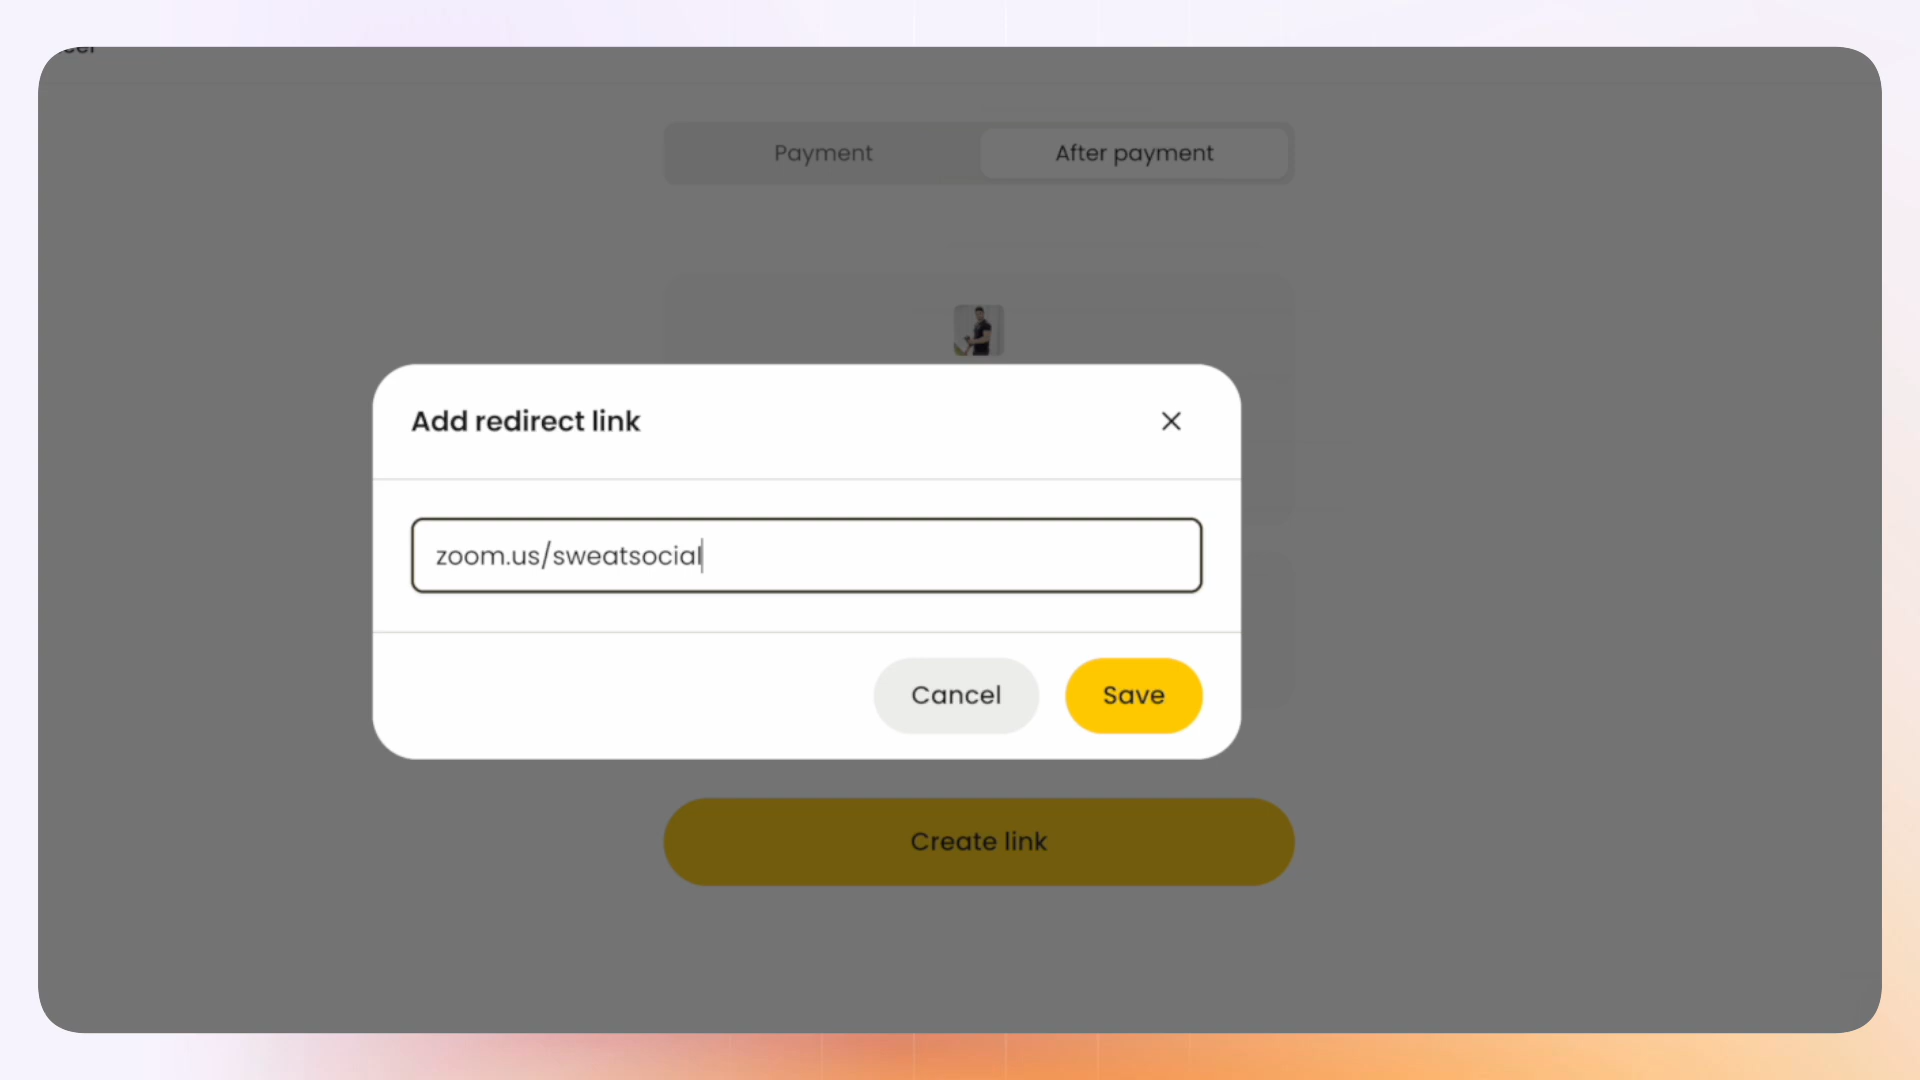 Payment
After payment
Add redirect link
zoom.us/sweatsocial
Cancel
Save
Create link